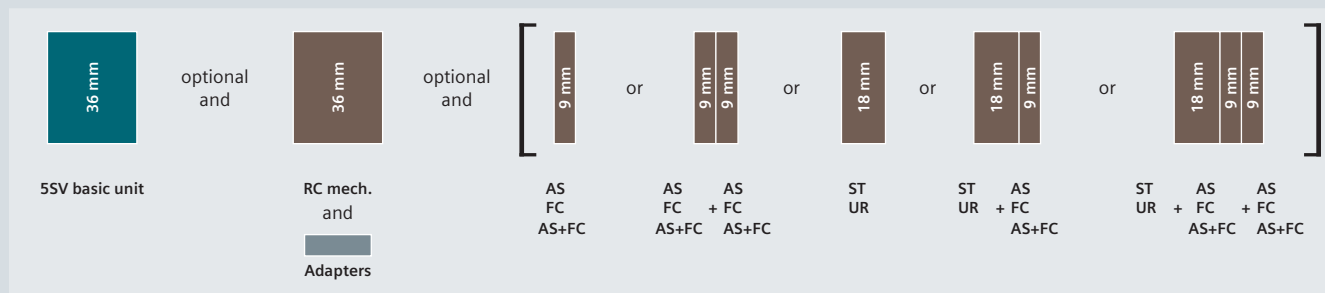 36 mm
optional
and
36 mm
optional
and
9 mm
or
9 mm
9 mm
or
18 mm
or
18 mm
9 mm
or
18 mm
9 mm
9 mm
5SV basic unit
RC mech.
and
Adapters
AS
FC
AS+FC
AS AS
FC + FC
AS+FC AS+FC
ST
UR
ST AS
UR + FC
AS+FC
ST AS AS
UR + FC + FC
AS+FC AS+FC